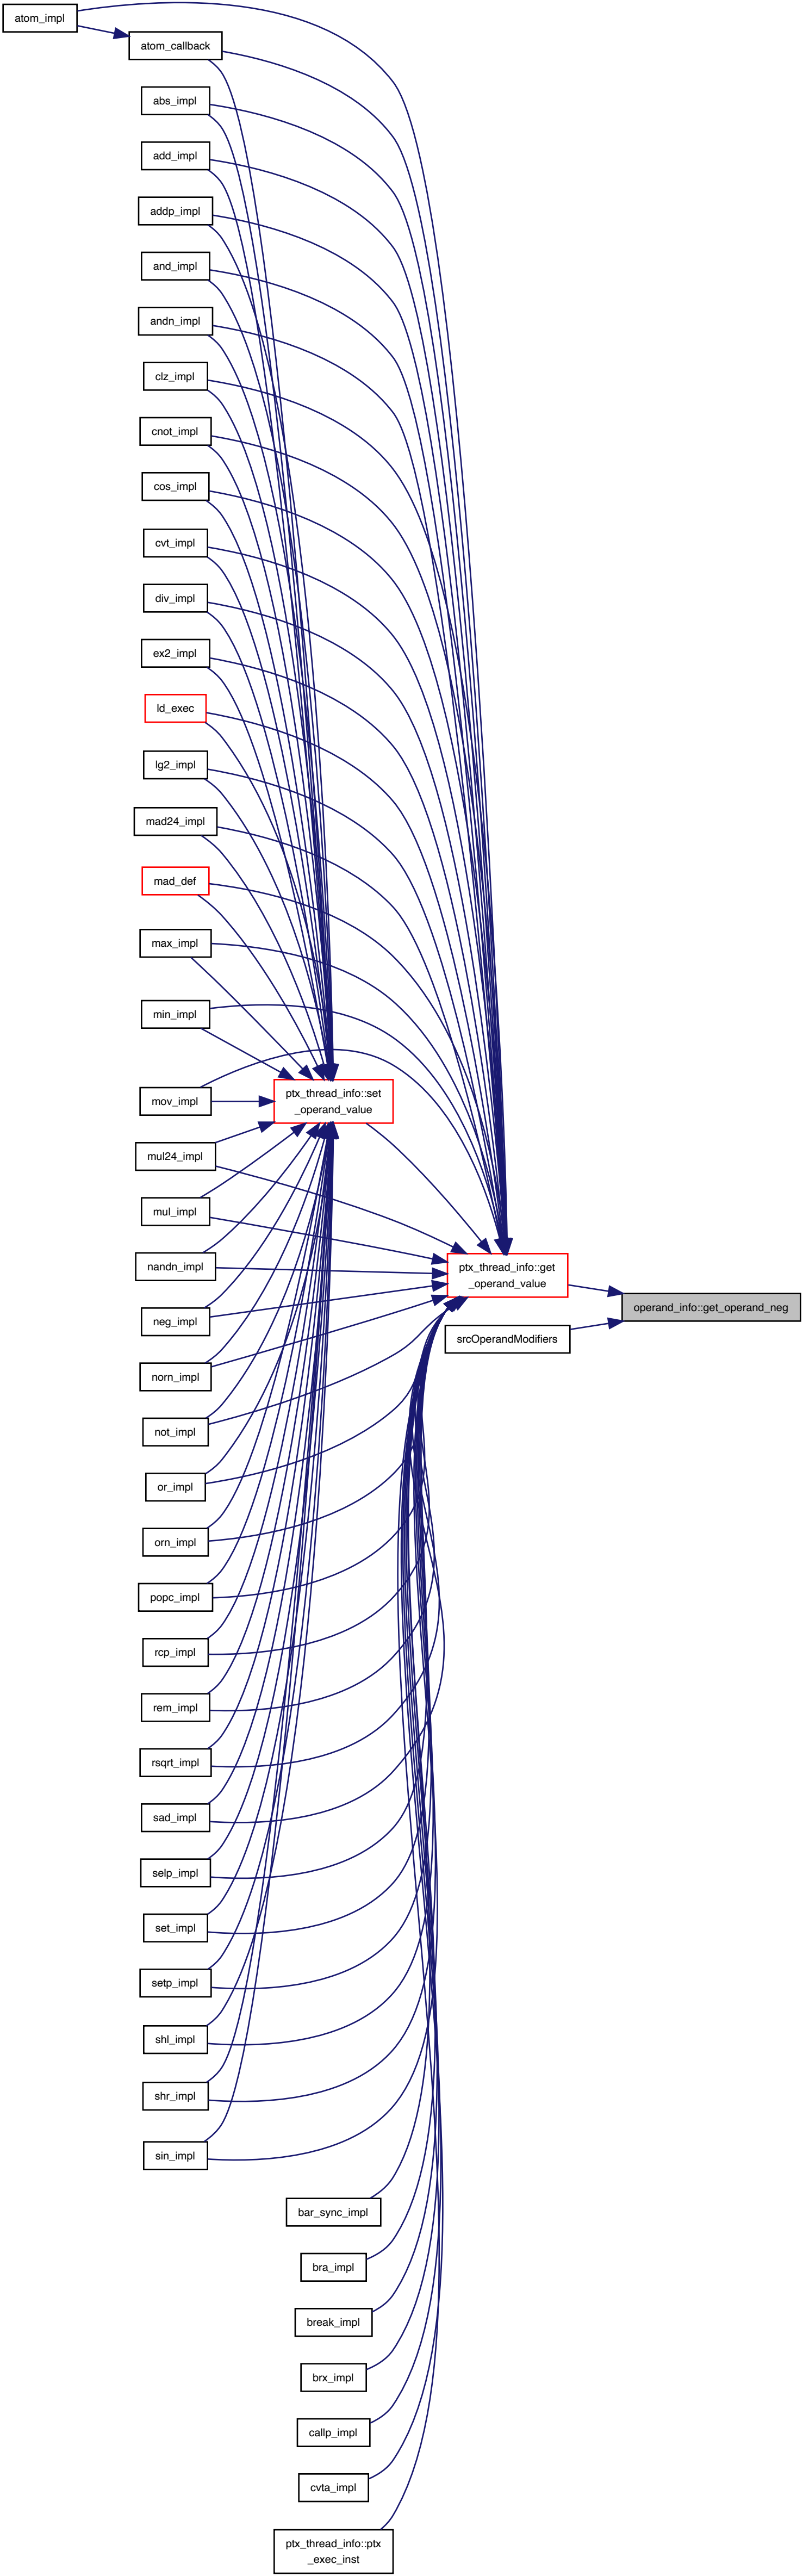 atom_impl
atom_callback
abs_impl
add_impl
addp_impl
and_impl
andn_impl
clz_impl
cnot_impl
cos_impl
cvt_impl
div_impl
ex2_impl
ld_exec
lg2_impl
mad24_impl
mad_def
max_impl
min_impl
mov_impl
ptx_thread_info::set
_operand_value
mul24_impl
mul_impl
nandn_impl
ptx_thread_info::get
_operand_value
operand_info::get_operand_neg
neg_impl
srcOperandModifiers
norn_impl
not_impl
or_impl
orn_impl
popc_impl
rcp_impl
rem_impl
rsqrt_impl
sad_impl
selp_impl
set_impl
setp_impl
shl_impl
shr_impl
sin_impl
bar_sync_impl
bra_impl
break_impl
brx_impl
callp_impl
cvta_impl
ptx_thread_info::ptx
_exec_inst